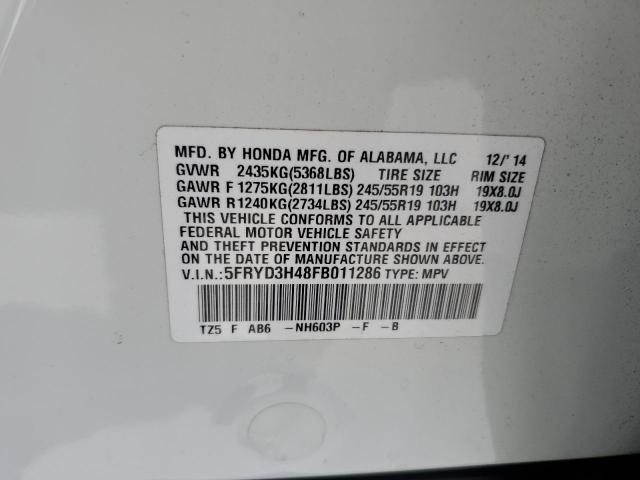 MFD. BY HONDA MFG. OF ALABAMA, LLC 12/'14
GVWR 2435KG(5368LBS) TIRE SIZE RIM SIZE
GAWR F 1275KG(2811LBS) 245/55R19 103H 19X8.0J
GAWR R1240KG(2734LBS) 245/55R19 103H 19X8.0J
THIS VEHICLE CONFORMS TO ALL APPLICABLE
FEDERAL MOTOR VEHICLE SAFETY
AND THEFT PREVENTION STANDARDS IN EFFECT
ON THE DATE OF MANUFACTURE SHOWN ABOVE.
V.I.N.:5FRYD3H48FB011286 TYPE: MPV
TZ5 F AB6 -NH603P -F -B